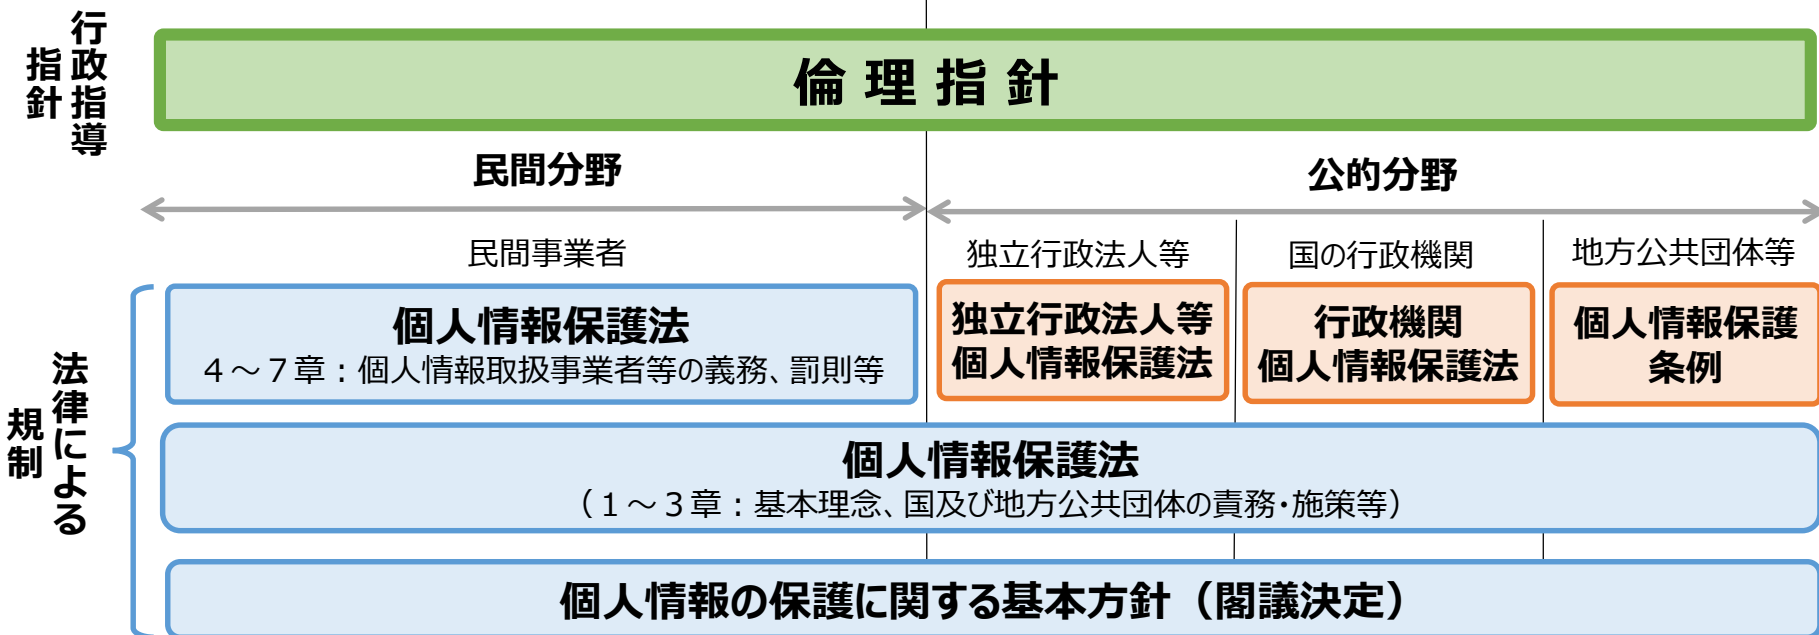 行政指導
指針
倫理指針
民間分野
公的分野
民間事業者
独立行政法人等
国の行政機関
地方公共団体等
法律による
規制
個人情報保護法
４～７章：個人情報取扱事業者等の義務、罰則等
独立行政法人等
個人情報保護法
行政機関
個人情報保護法
個人情報保護
条例
個人情報保護法
（１～３章：基本理念、国及び地方公共団体の責務・施策等）
個人情報の保護に関する基本方針（閣議決定）